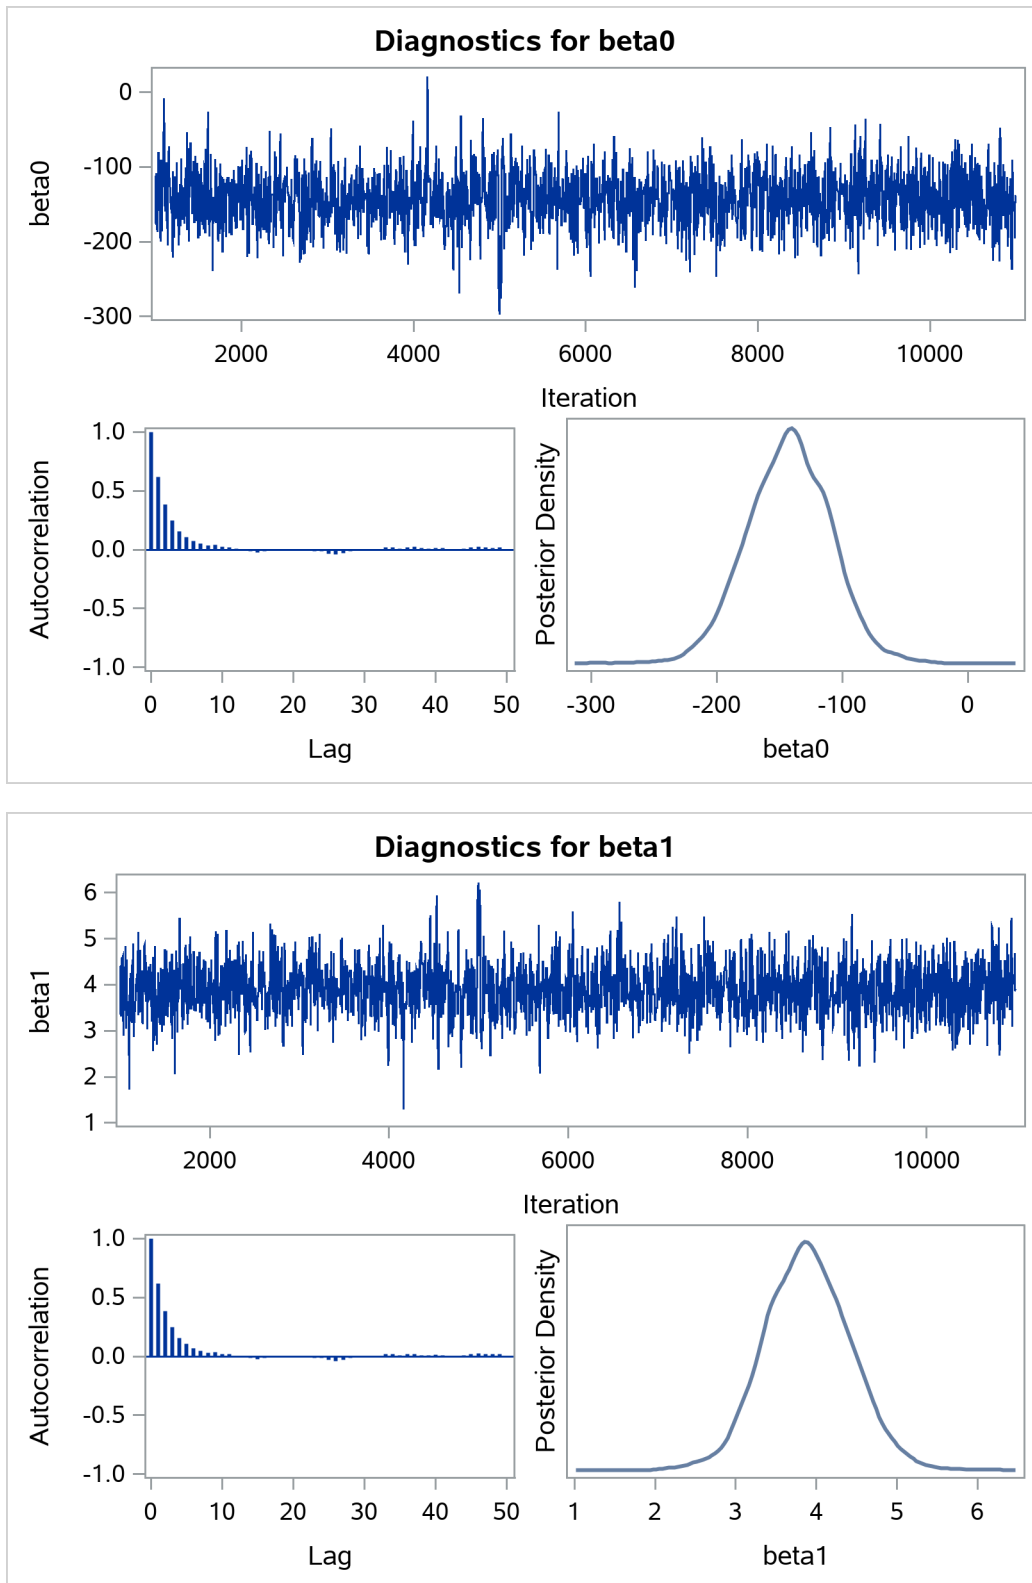 Diagnostics for beta0
beta0
0
-100
-200
-300
2000 4000 6000 8000 10000
Iteration
Autocorrelation
1.0
0.5
0.0
-0.5
-1.0
0 10 20 30 40 50
Lag
Posterior Density
-300 -200 -100 0
beta0
Diagnostics for beta1
beta1
6
5
4
3
2
1
2000 4000 6000 8000 10000
Iteration
Autocorrelation
1.0
0.5
0.0
-0.5
-1.0
0 10 20 30 40 50
Lag
Posterior Density
1 2 3 4 5 6
beta1